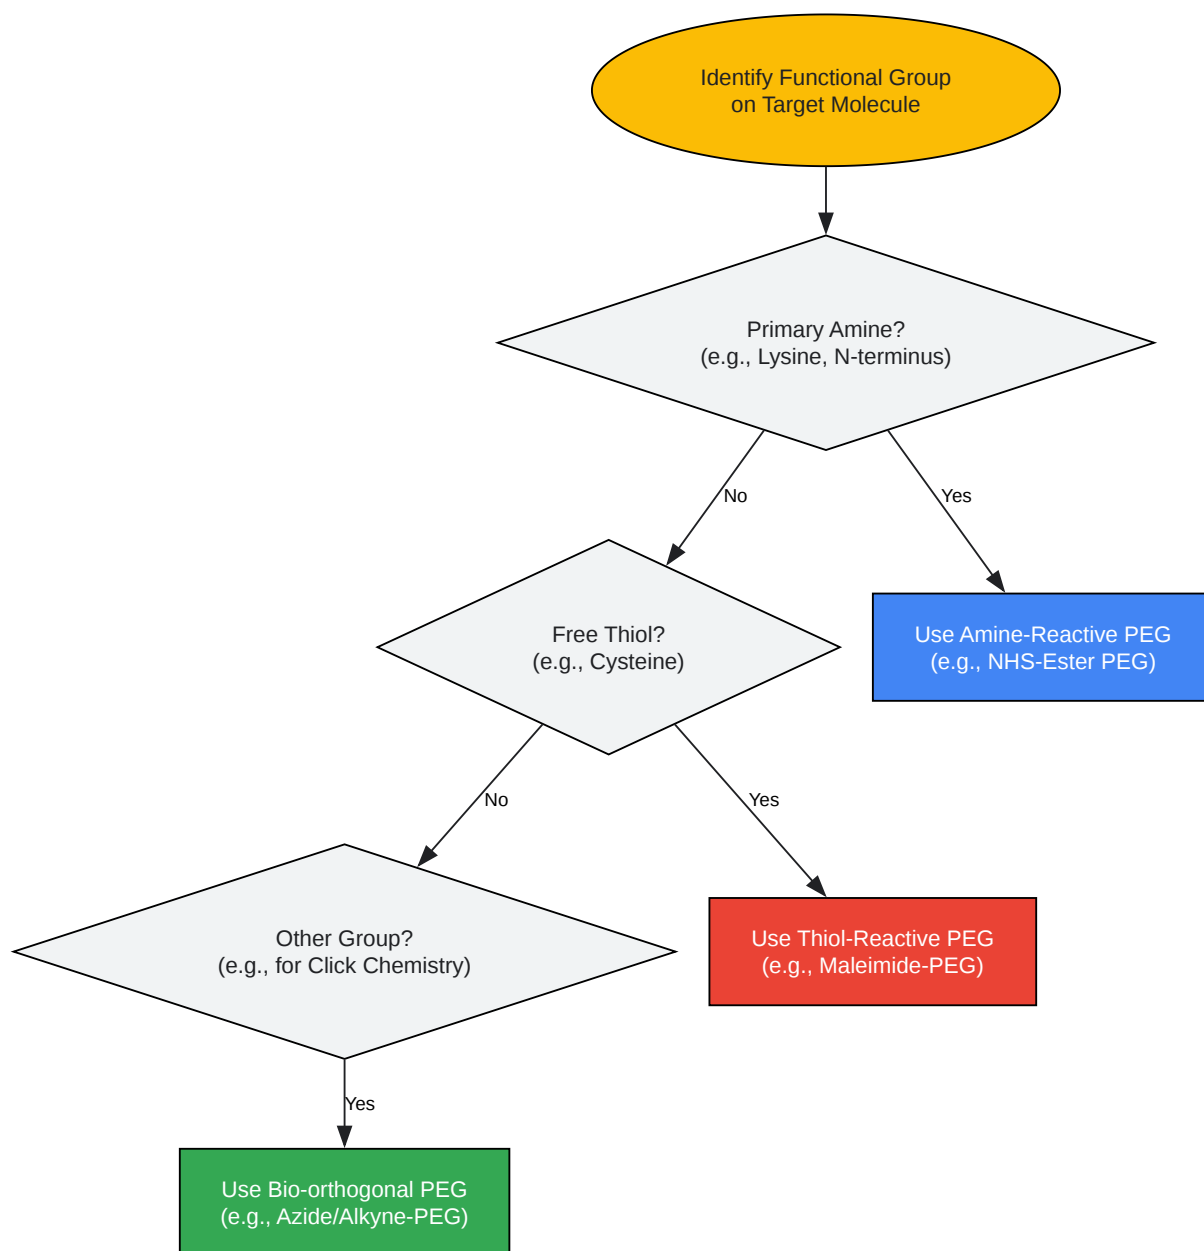 Identify Functional Group
on Target Molecule
Primary Amine?
(e.g., Lysine, N-terminus)
No
Yes
Free Thiol?
(e.g., Cysteine)
Use Amine-Reactive PEG
(e.g., NHS-Ester PEG)
No
Yes
Other Group?
(e.g., for Click Chemistry)
Use Thiol-Reactive PEG
(e.g., Maleimide-PEG)
Yes
Use Bio-orthogonal PEG
(e.g., Azide/Alkyne-PEG)